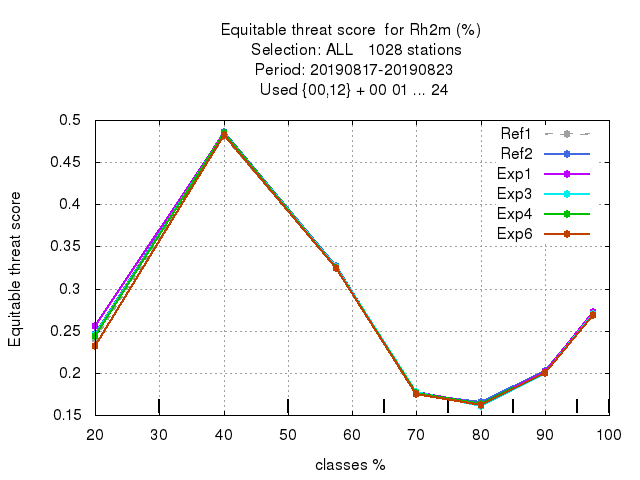 Equitable threat score  for Rh2m (%)
Selection: ALL   1028 stations
Period: 20190817-20190823
Used {00,12} + 00 01 ... 24
Equitable threat score
0.5
0.45
0.4
0.35
0.3
0.25
0.2
0.15
Ref1
Ref2
Exp1
Exp3
Exp4
Exp6
20 30 40 50 60 70 80 90 100
classes %